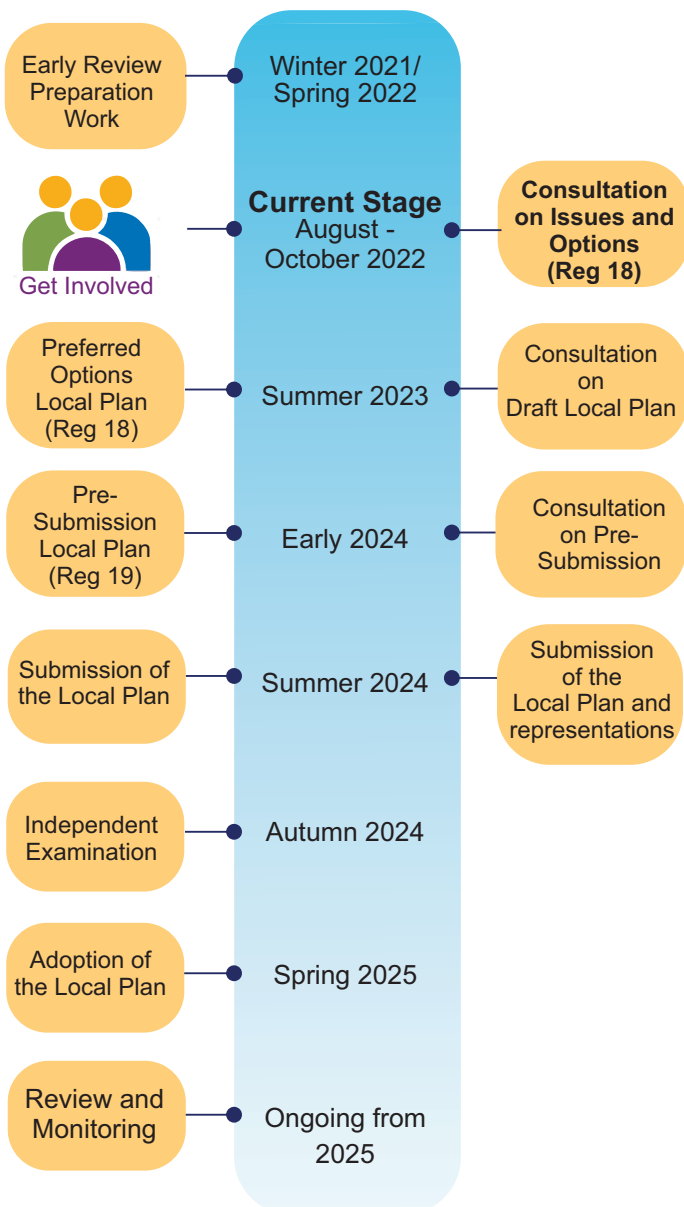 Early Review
Preparation
Work
Winter 2021/
Spring 2022
Get Involved
Current Stage
August -
October 2022
Consultation
on Issues and
Options
(Reg 18)
Preferred
Options
Local Plan
(Reg 18)
Summer 2023
Consultation
on
Draft Local Plan
Pre-
Submission
Local Plan
(Reg 19)
Early 2024
Consultation
on Pre-
Submission
Submission of
the Local Plan
Summer 2024
Submission
of the
Local Plan and
representations
Independent
Examination
Autumn 2024
Adoption of
the Local Plan
Spring 2025
Review and
Monitoring
Ongoing from
2025